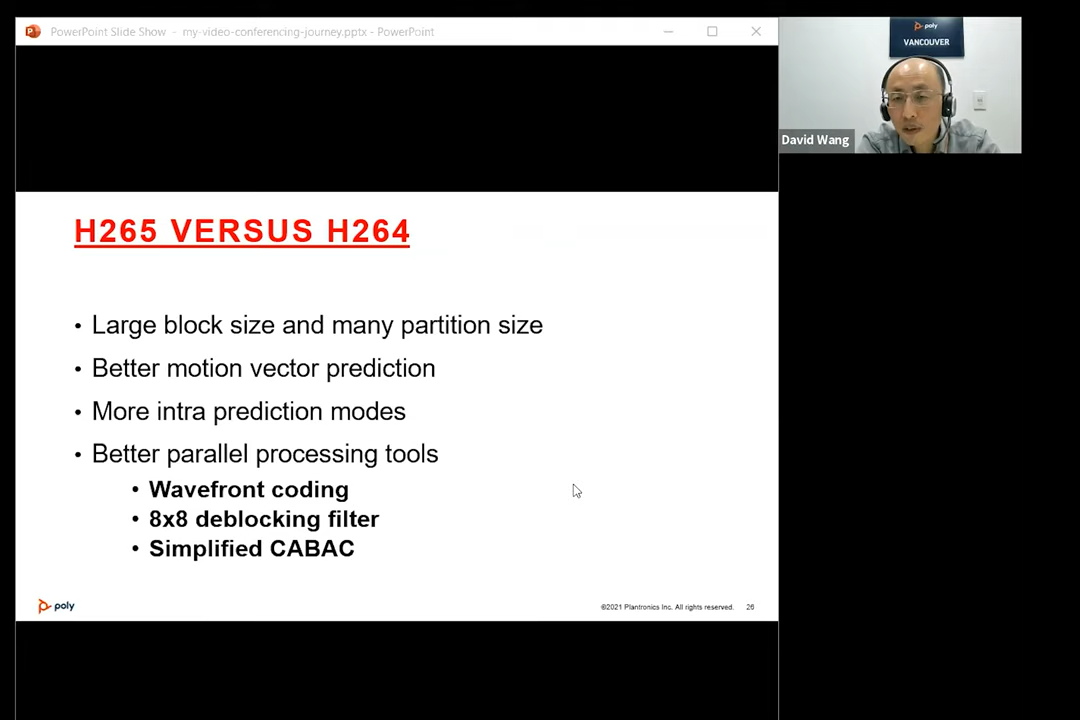 PowerPoint Slide Show - my-video-conferencing-journey.pptx - PowerPoint
poly
VANCOUVER
David Wang
H265 VERSUS H264
• Large block size and many partition size
• Better motion vector prediction
• More intra prediction modes
• Better parallel processing tools
• Wavefront coding
• 8x8 deblocking filter
• Simplified CABAC
poly
©2021 Plantronics Inc. All rights reserved. 26